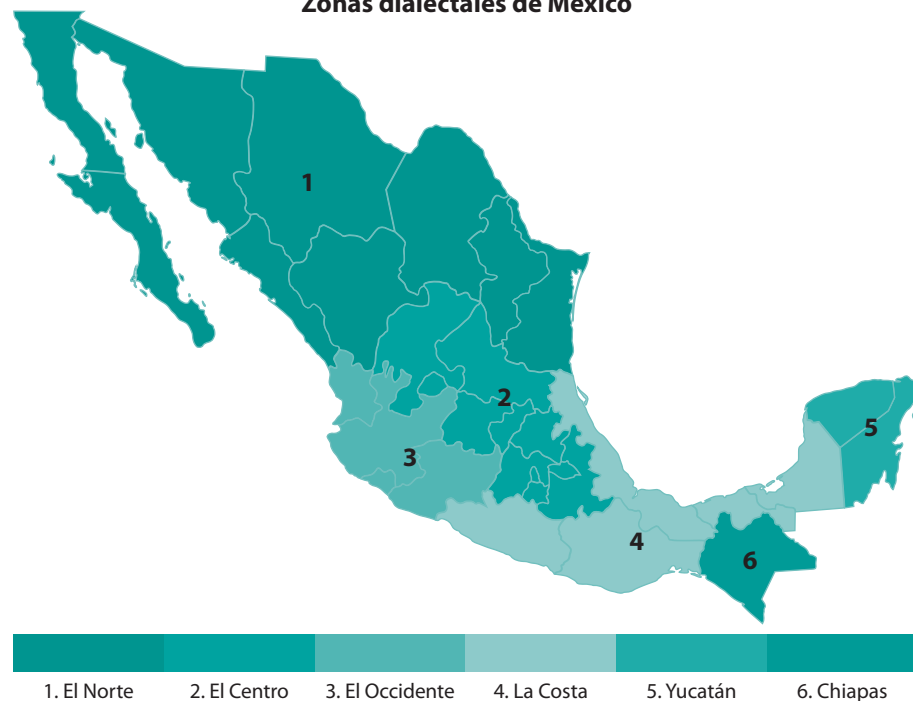 Zonas dialectales de México
1
2
3
4
5
6
1. El Norte
2. El Centro
3. El Occidente
4. La Costa
5. Yucatán
6. Chiapas